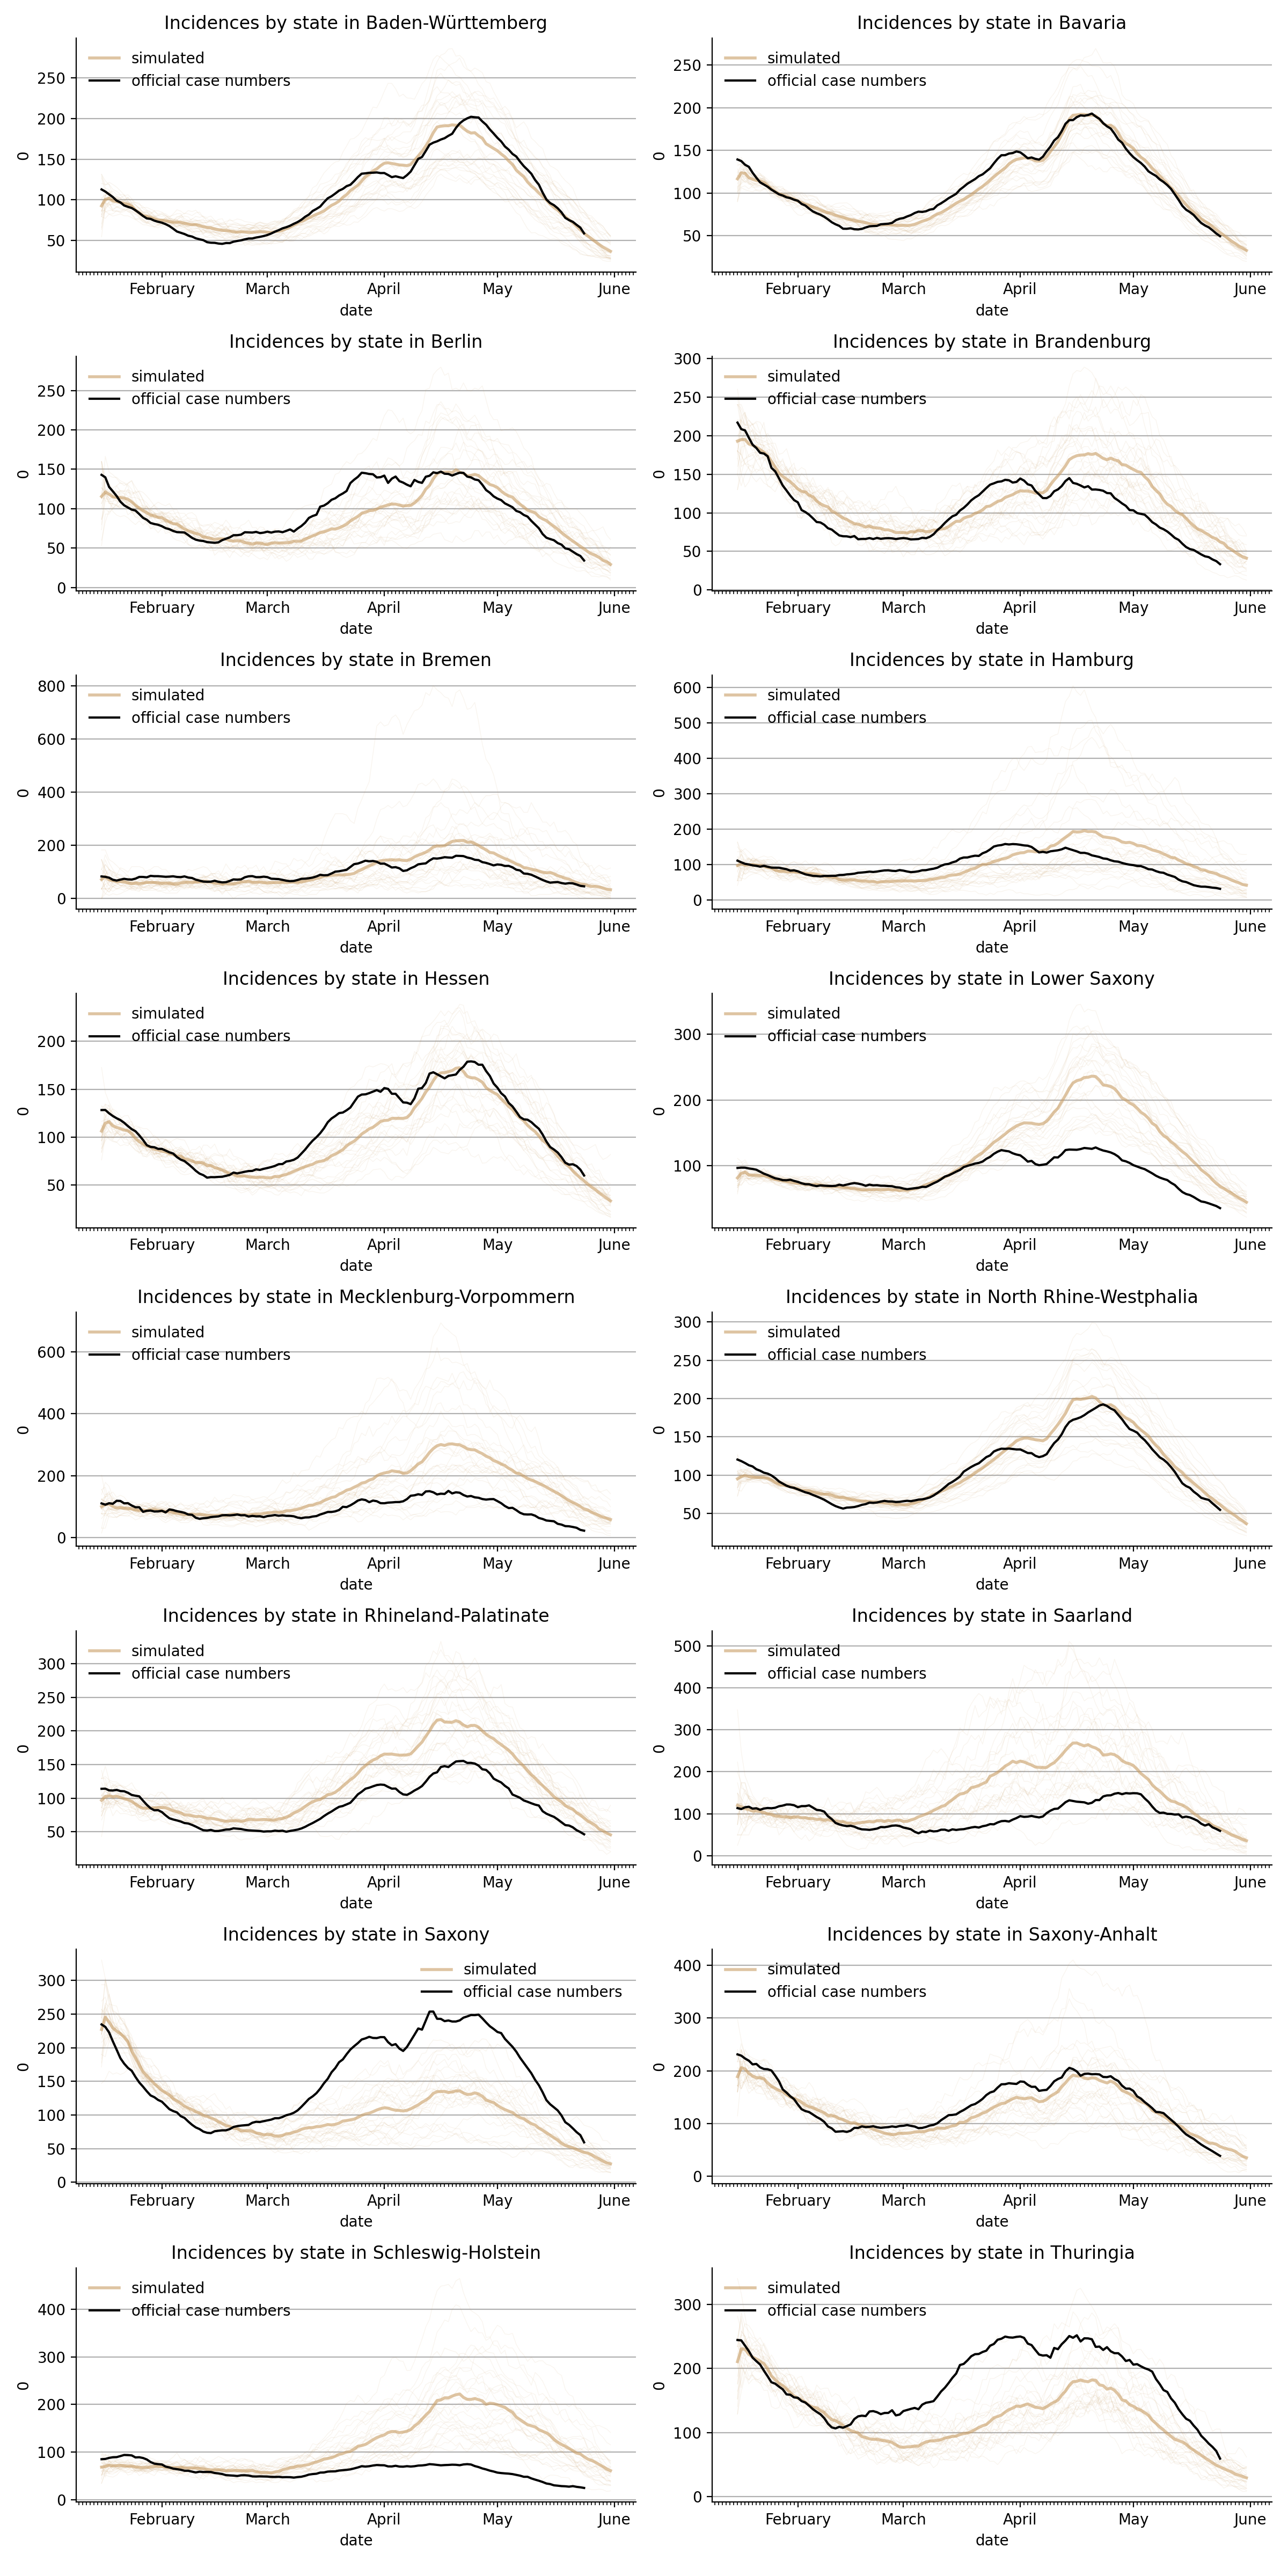 Incidences by state in Baden-Württemberg
simulated
official case numbers
250
200
150
100
50
0
February March April May June
date
Incidences by state in Bavaria
simulated
official case numbers
250
200
150
100
50
0
February March April May June
date
Incidences by state in Berlin
simulated
official case numbers
250
200
150
100
50
0
0
February March April May June
date
Incidences by state in Brandenburg
simulated
official case numbers
300
250
200
150
100
50
0
0
February March April May June
date
Incidences by state in Bremen
simulated
official case numbers
800
600
400
200
0
0
February March April May June
date
Incidences by state in Hamburg
simulated
official case numbers
600
500
400
300
200
100
0
0
February March April May June
date
Incidences by state in Hessen
simulated
official case numbers
200
150
100
50
0
February March April May June
date
Incidences by state in Lower Saxony
simulated
official case numbers
300
200
100
0
February March April May June
date
Incidences by state in Mecklenburg-Vorpommern
simulated
official case numbers
600
400
200
0
0
February March April May June
date
Incidences by state in North Rhine-Westphalia
simulated
official case numbers
300
250
200
150
100
50
0
February March April May June
date
Incidences by state in Rhineland-Palatinate
simulated
official case numbers
300
250
200
150
100
50
0
February March April May June
date
Incidences by state in Saarland
simulated
official case numbers
500
400
300
200
100
0
0
February March April May June
date
Incidences by state in Saxony
simulated
official case numbers
300
250
200
150
100
50
0
0
February March April May June
date
Incidences by state in Saxony-Anhalt
simulated
official case numbers
400
300
200
100
0
0
February March April May June
date
Incidences by state in Schleswig-Holstein
simulated
official case numbers
400
300
200
100
0
0
February March April May June
date
Incidences by state in Thuringia
simulated
official case numbers
300
200
100
0
0
February March April May June
date